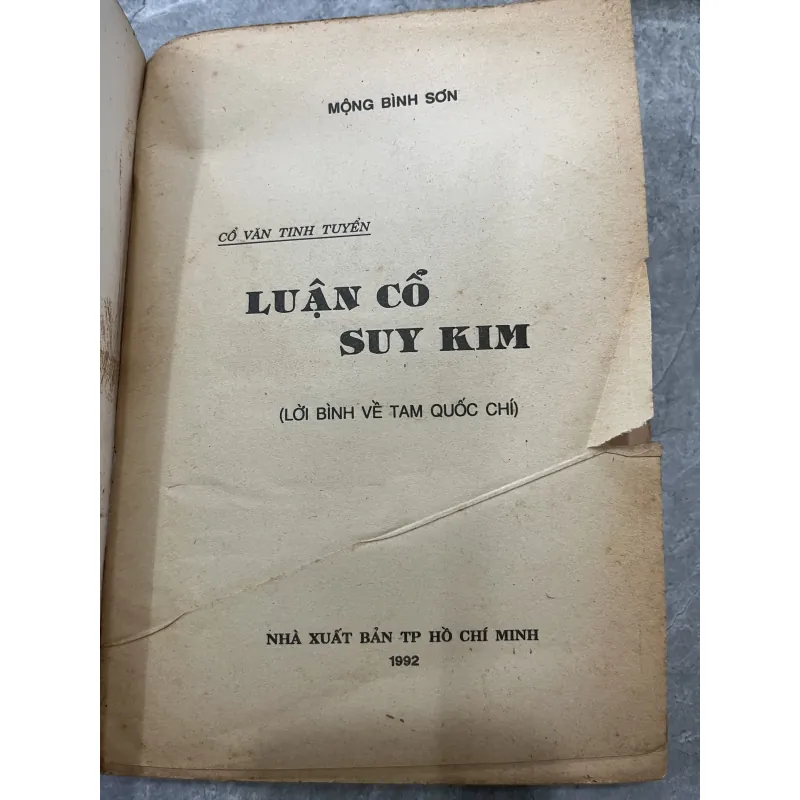 MỘNG BÌNH SƠN
CỔ VĂN TINH TUYỂN
LUẬN CỔ
SUY KIM
(LỜI BÌNH VỀ TAM QUỐC CHÍ)
NHÀ XUẤT BẢN TP HỒ CHÍ MINH
1992